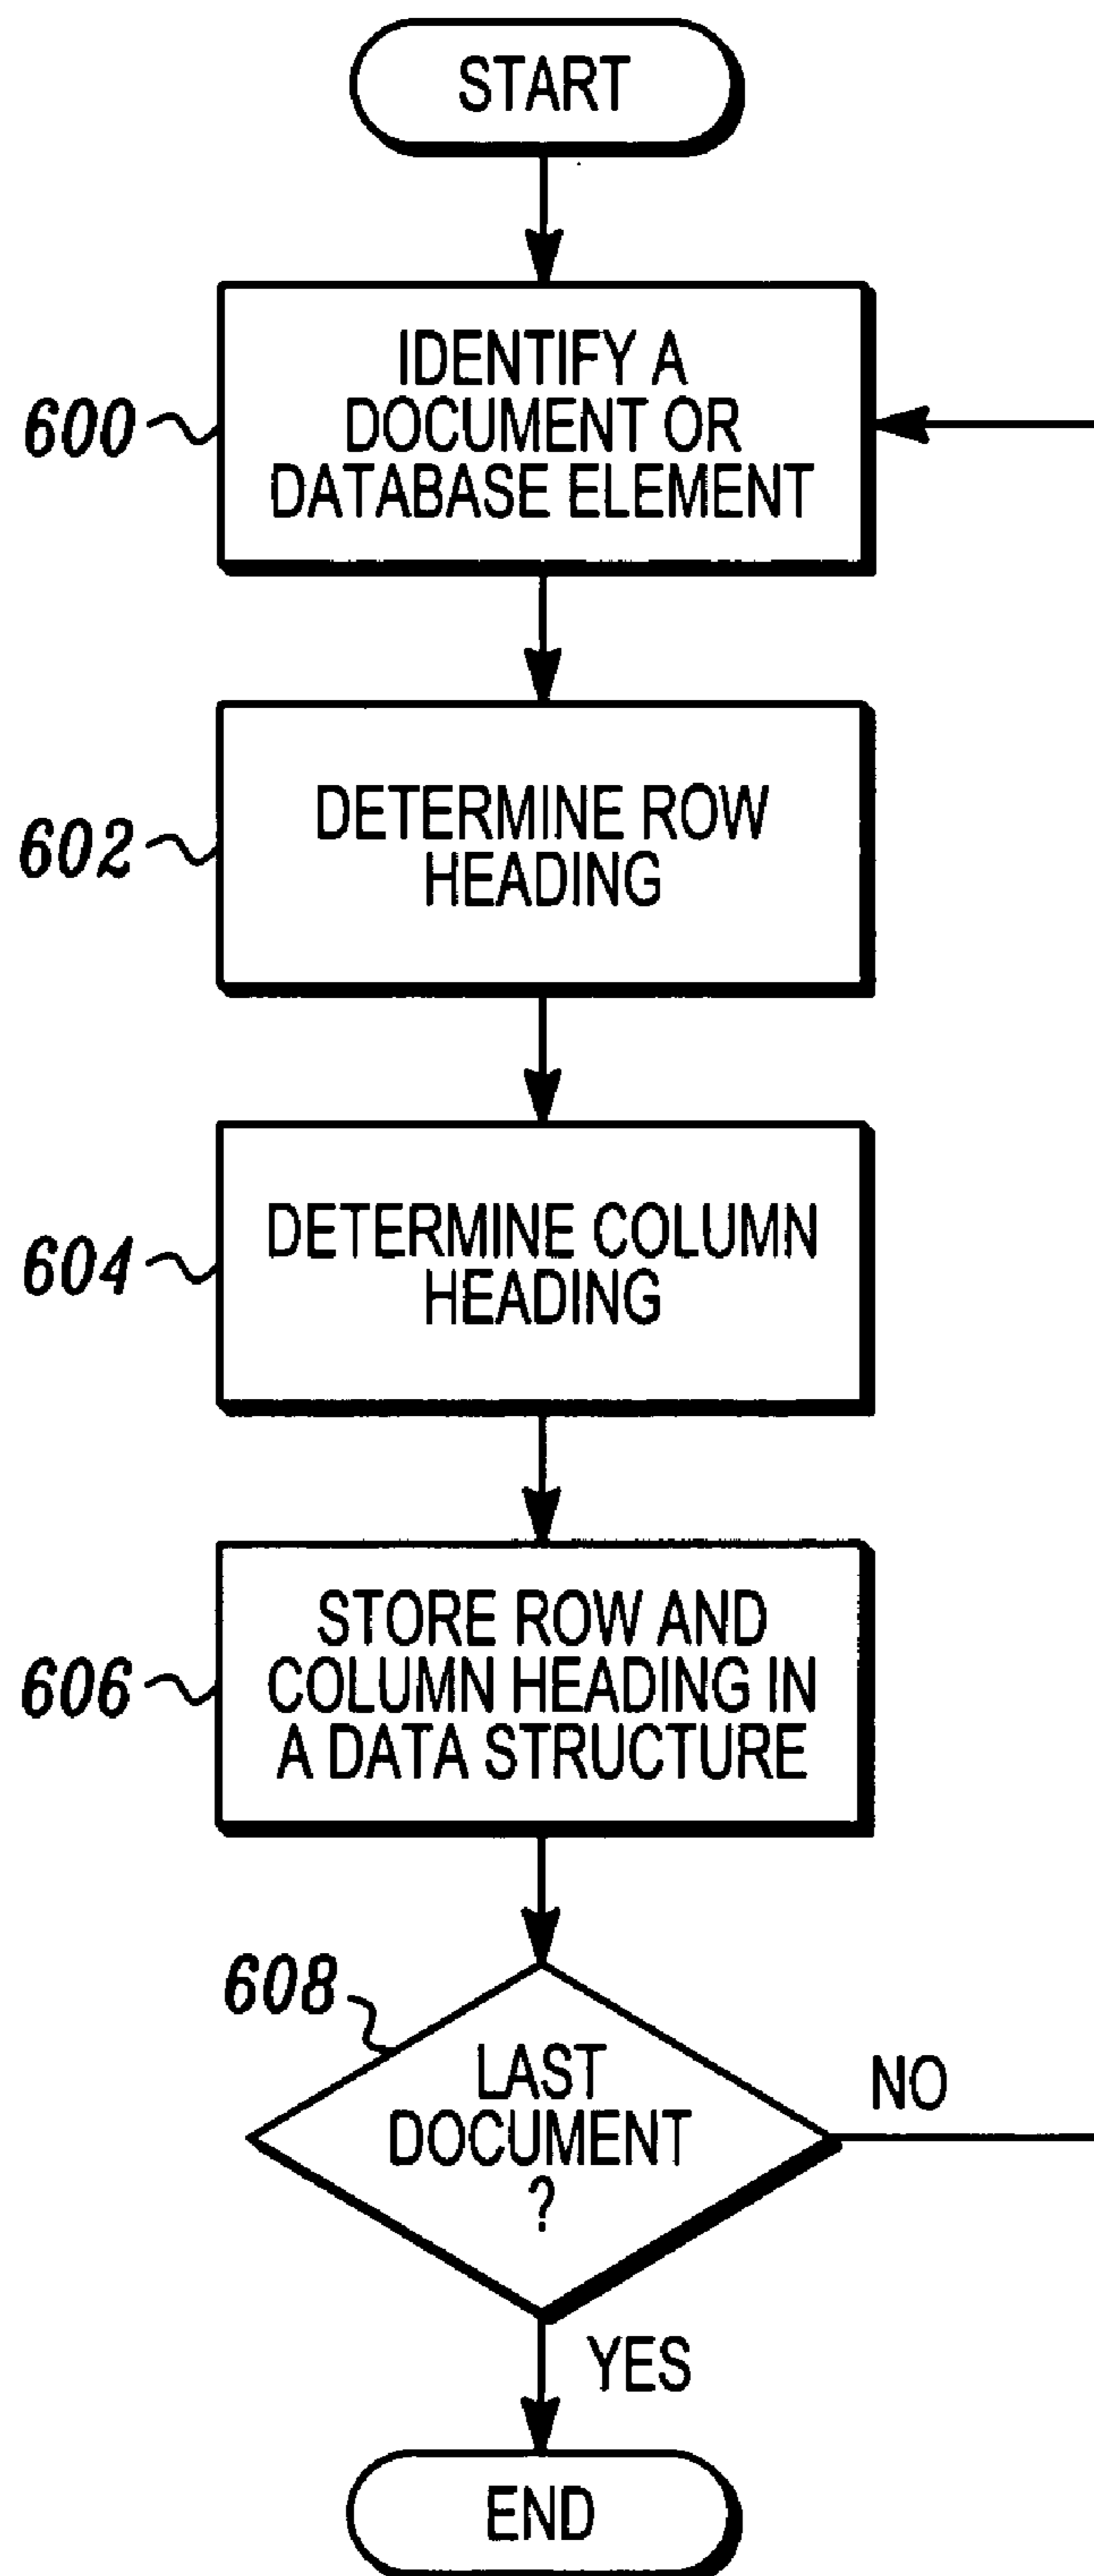 START
600
IDENTIFY A
DOCUMENT OR
DATABASE ELEMENT
602
DETERMINE ROW
HEADING
604
DETERMINE COLUMN
HEADING
606
STORE ROW AND
COLUMN HEADING IN
A DATA STRUCTURE
608
LAST
DOCUMENT
?
NO
YES
END